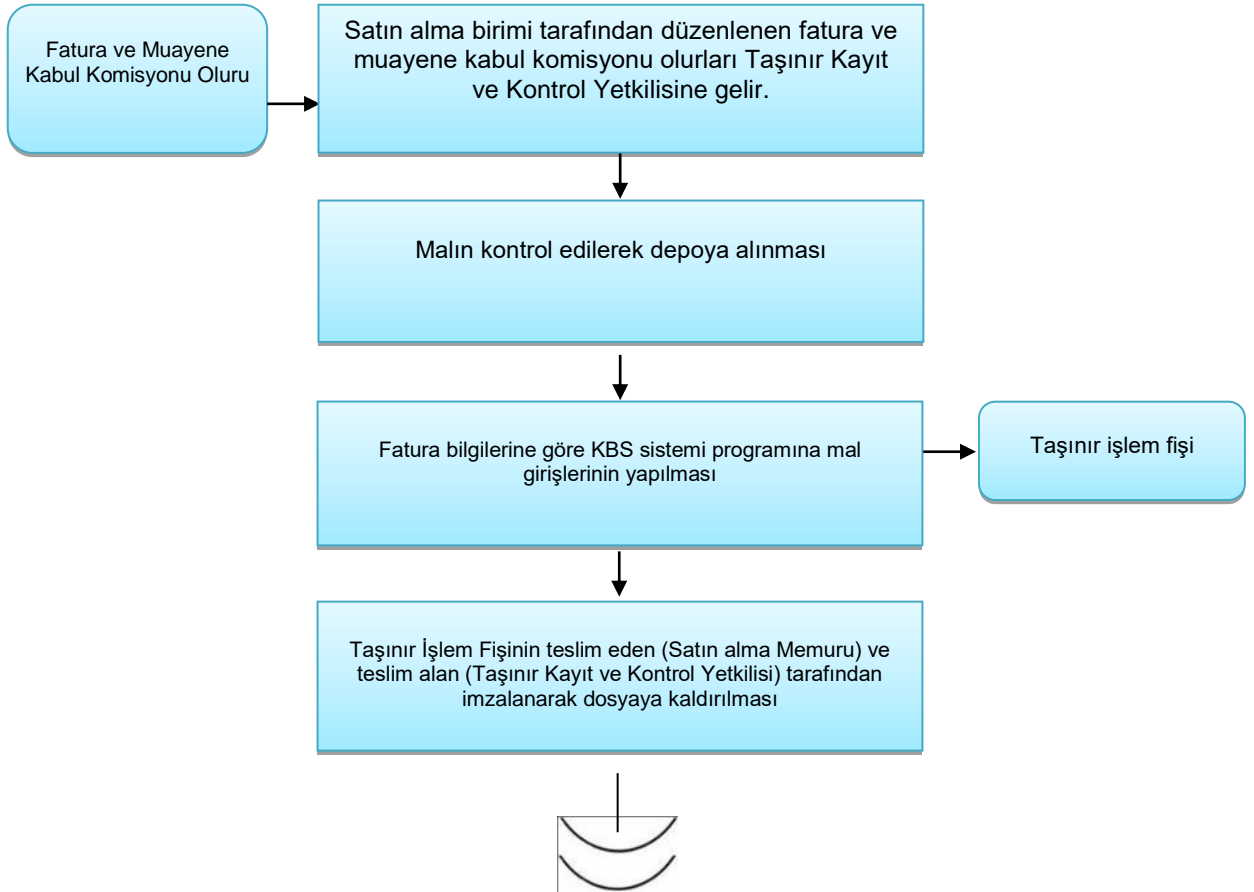 Fatura ve Muayene
Kabul Komisyonu Oluru
Satın alma birimi tarafından düzenlenen fatura ve
muayene kabul komisyonu olurları Taşınır Kayıt
ve Kontrol Yetkilisine gelir.
Malın kontrol edilerek depoya alınması
Fatura bilgilerine göre KBS sistemi programına mal
girişlerinin yapılması
Taşınır işlem fişi
Taşınır İşlem Fişinin teslim eden (Satın alma Memuru) ve
teslim alan (Taşınır Kayıt ve Kontrol Yetkilisi) tarafından
imzalanarak dosyaya kaldırılması